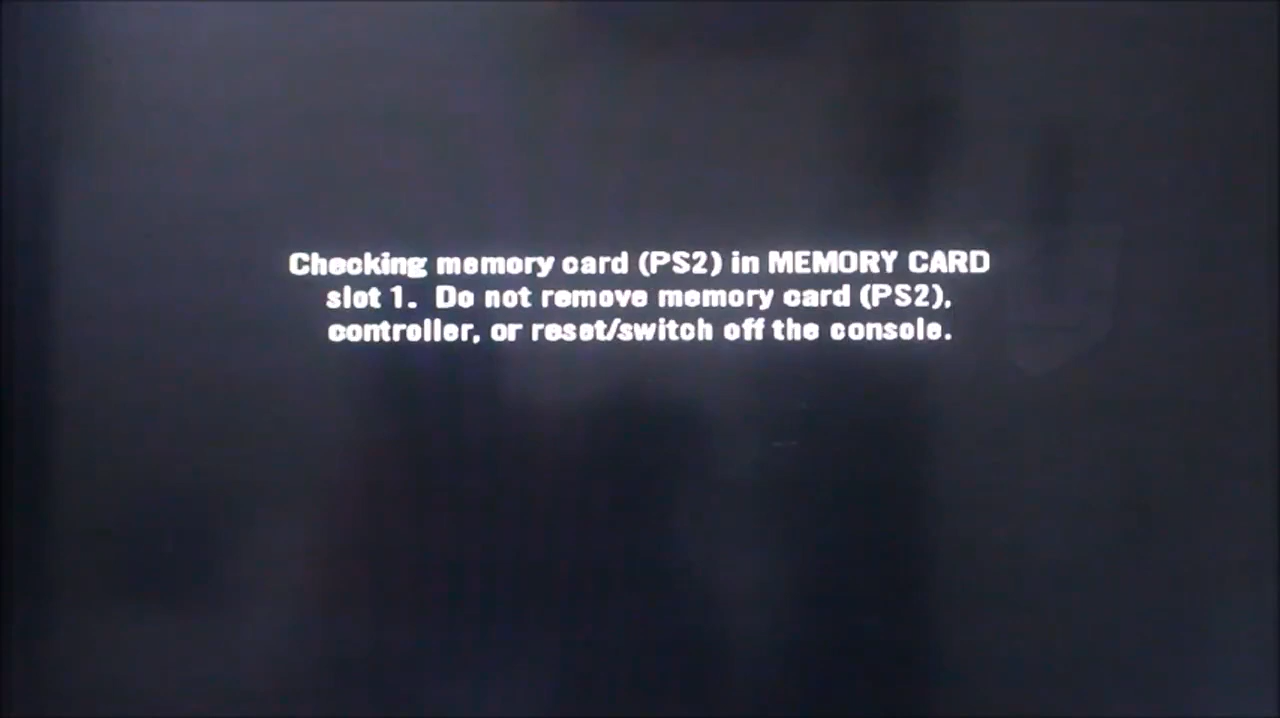 Checking memory card (PS2) in MEMORY CARD
slot 1. Do not remove memory card (PS2),
controller, or reset/switch off the console.